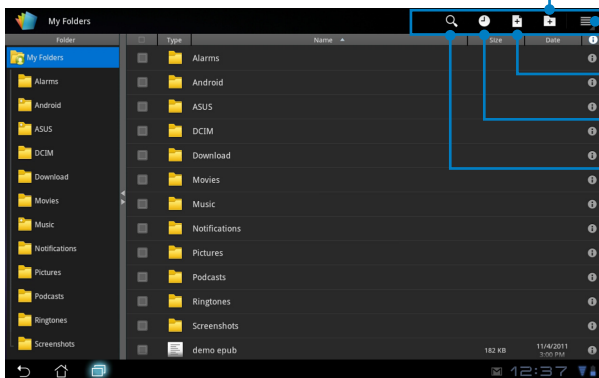 My Folders
Folder Type Name Size Date
My Folders
Alarms
Android
ASUS
DCIM
Download
Movies
Music
Notifications
Pictures
Podcasts
Ringtones
Screenshots
Alarms
Android
ASUS
DCIM
Download
Movies
Music
Notifications
Pictures
Podcasts
Ringtones
Screenshots
demo epub 182 KB 11/4/2011
3:00 PM
12:37